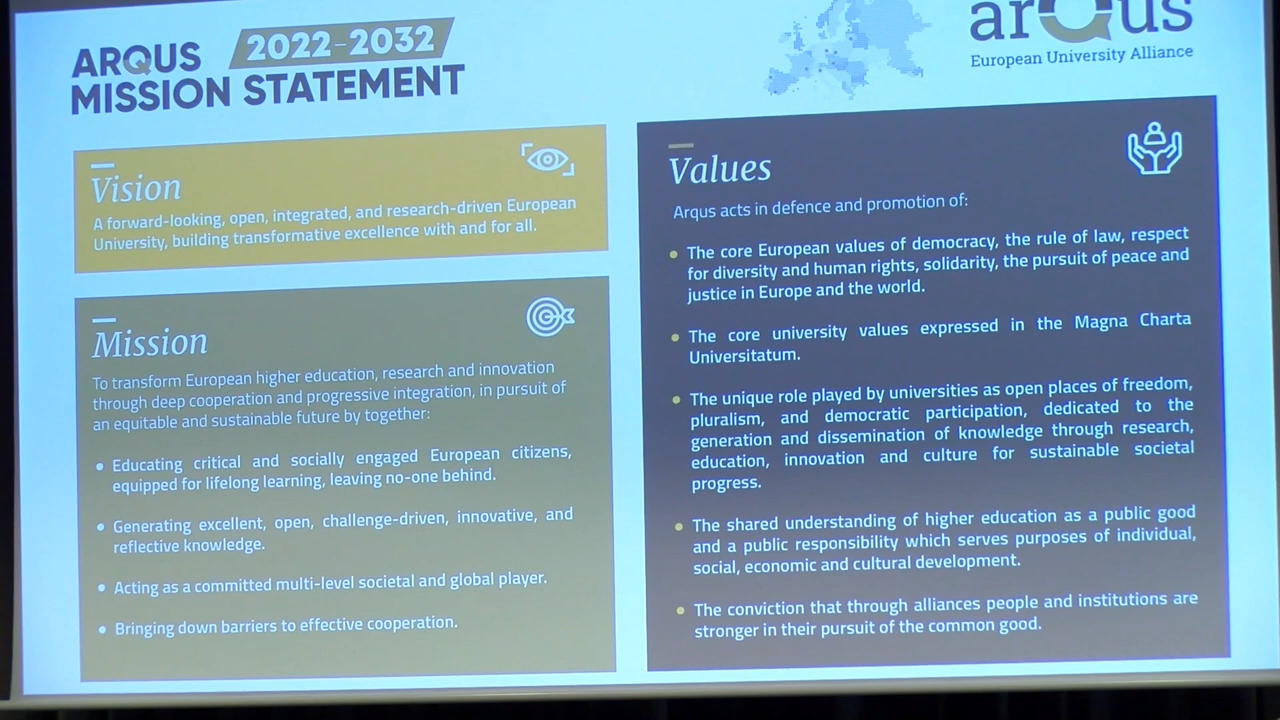 ARQUS 2022-2032
MISSION STATEMENT
arqus
European University Alliance
Vision
A forward-looking, open, integrated, and research-driven European
University, building transformative excellence with and for all.
Mission
To transform European higher education, research and innovation
through deep cooperation and progressive integration, in pursuit of
an equitable and sustainable future by together:
• Educating critical and socially engaged European citizens,
equipped for lifelong learning, leaving no-one behind.
• Generating excellent, open, challenge-driven, innovative, and
reflective knowledge.
• Acting as a committed multi-level societal and global player.
• Bringing down barriers to effective cooperation.
Values
Arqus acts in defence and promotion of:
• The core European values of democracy, the rule of law, respect
for diversity and human rights, solidarity, the pursuit of peace and
justice in Europe and the world.
• The core university values expressed in the Magna Charta
Universitatum.
• The unique role played by universities as open places of freedom,
pluralism, and democratic participation, dedicated to the
generation and dissemination of knowledge through research,
education, innovation and culture for sustainable societal
progress.
• The shared understanding of higher education as a public good
and a public responsibility which serves purposes of individual,
social, economic and cultural development.
• The conviction that through alliances people and institutions are
stronger in their pursuit of the common good.